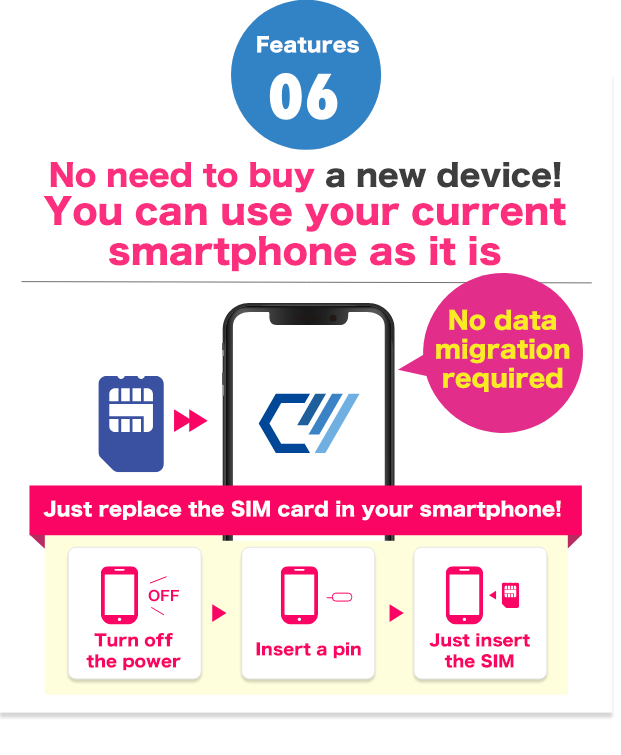 Features
06
No need to buy a new device!
You can use your current
smartphone as it is
No data
migration
required
Just replace the SIM card in your smartphone!
OFF
Turn off
the power
Insert a pin
Just insert
the SIM